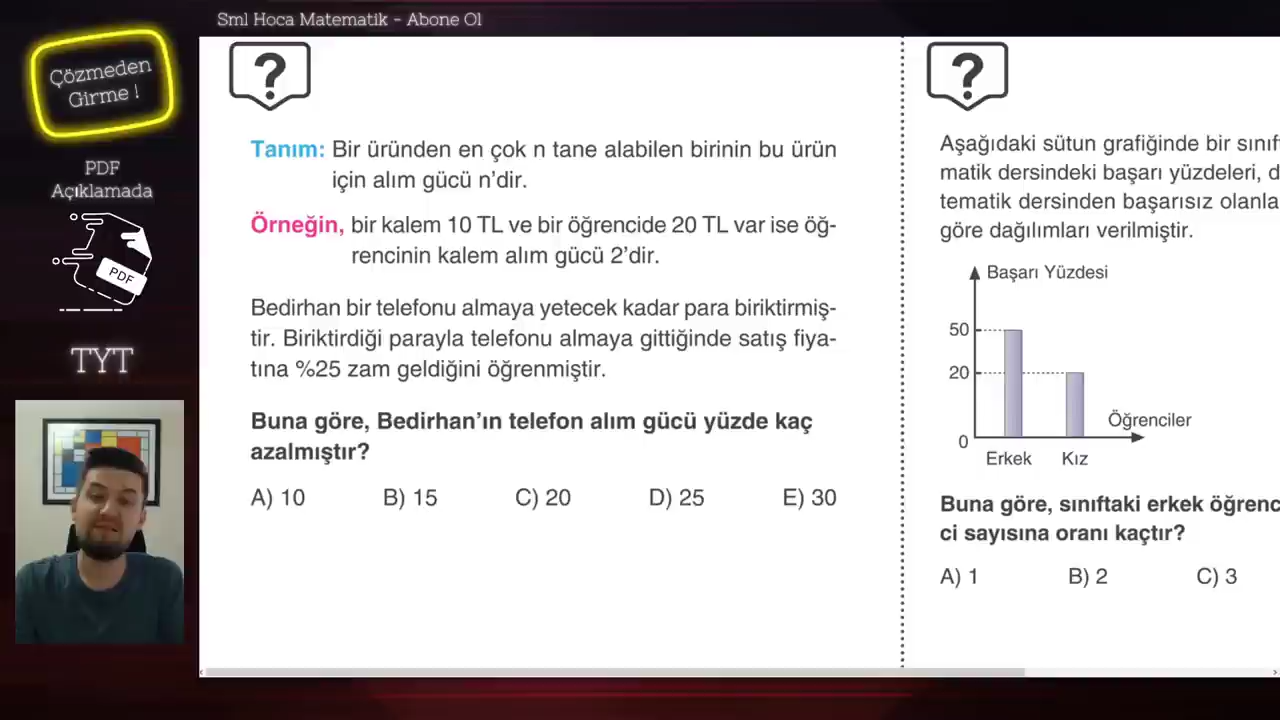 Sml Hoca Matematik - Abone Ol
Çözmeden
Girme !
PDF
Açıklamada
PDF
TYT
?
Tanım: Bir üründen en çok n tane alabilen birinin bu ürün
için alım gücü n'dir.
Örneğin, bir kalem 10 TL ve bir öğrencide 20 TL var ise öğ-
rencinin kalem alım gücü 2'dir.
Bedirhan bir telefonu almaya yetecek kadar para biriktirmiş-
tir. Biriktirdiği parayla telefonu almaya gittiğinde satış fiya-
tına %25 zam geldiğini öğrenmiştir.
Buna göre, Bedirhan'ın telefon alım gücü yüzde kaç
azalmıştır?
A) 10 B) 15 C) 20 D) 25 E) 30
?
Aşağıdaki sütun grafiğinde bir sınıf
matik dersindeki başarı yüzdeleri, d
tematik dersinden başarısız olanla
göre dağılımları verilmiştir.
Başarı Yüzdesi
50
20
0
Öğrenciler
Erkek Kız
Buna göre, sınıftaki erkek öğrenc
ci sayısına oranı kaçtır?
A) 1 B) 2 C) 3